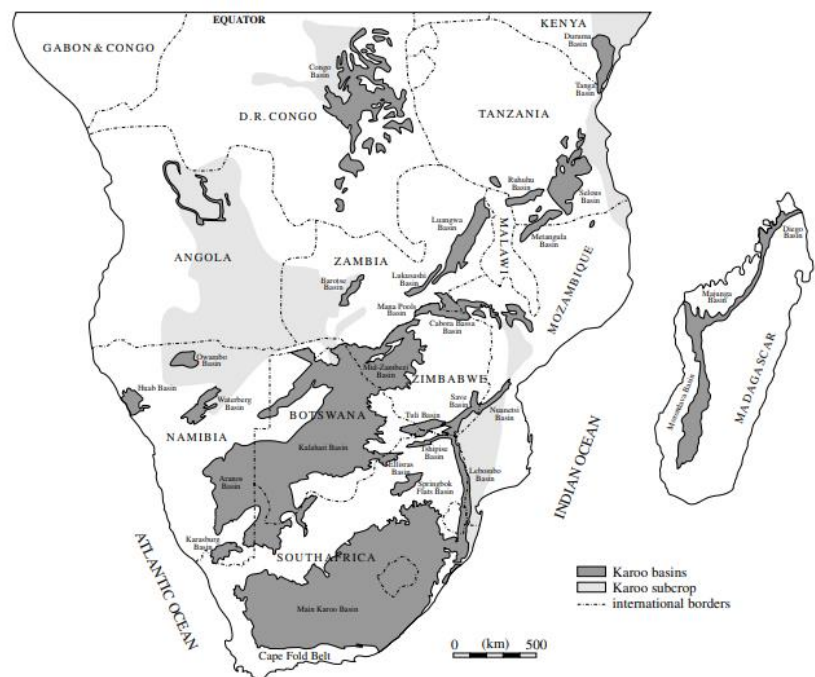 EQUATOR
KENYA
GABON & CONGO
Duruma
Basin
Congo
Basin
Tanga
Basin
D.R. CONGO
TANZANIA
Ruhuhu
Basin
Selous
Basin
Luangwa
Basin
MALAWI
Metangula
Basin
Diego
Basin
ANGOLA
ZAMBIA
Lukusashi
Basin
Barotse
Basin
MOZAMBIQUE
Majunga
Basin
Mana Pools
Basin
Cabora Bassa
Basin
Owambo
Basin
Mid-Zambezi
Basin
ZIMBABWE
MADAGASCAR
Huab Basin
Waterberg
Basin
Save
Basin
Morondava Basin
BOTSWANA
Tuli Basin
Nuanetsi
Basin
NAMIBIA
Kalahari Basin
Tshipise
Basin
Ellisras
Basin
Lebombo
Basin
INDIAN OCEAN
Aranos
Basin
Springbok
Flats Basin
Karasburg
Basin
SOUTHAFRICA
ATLANTIC OCEAN
Karoo basins
Karoo subcrop
international borders
Main Karoo Basin
Cape Fold Belt
0 (km) 500